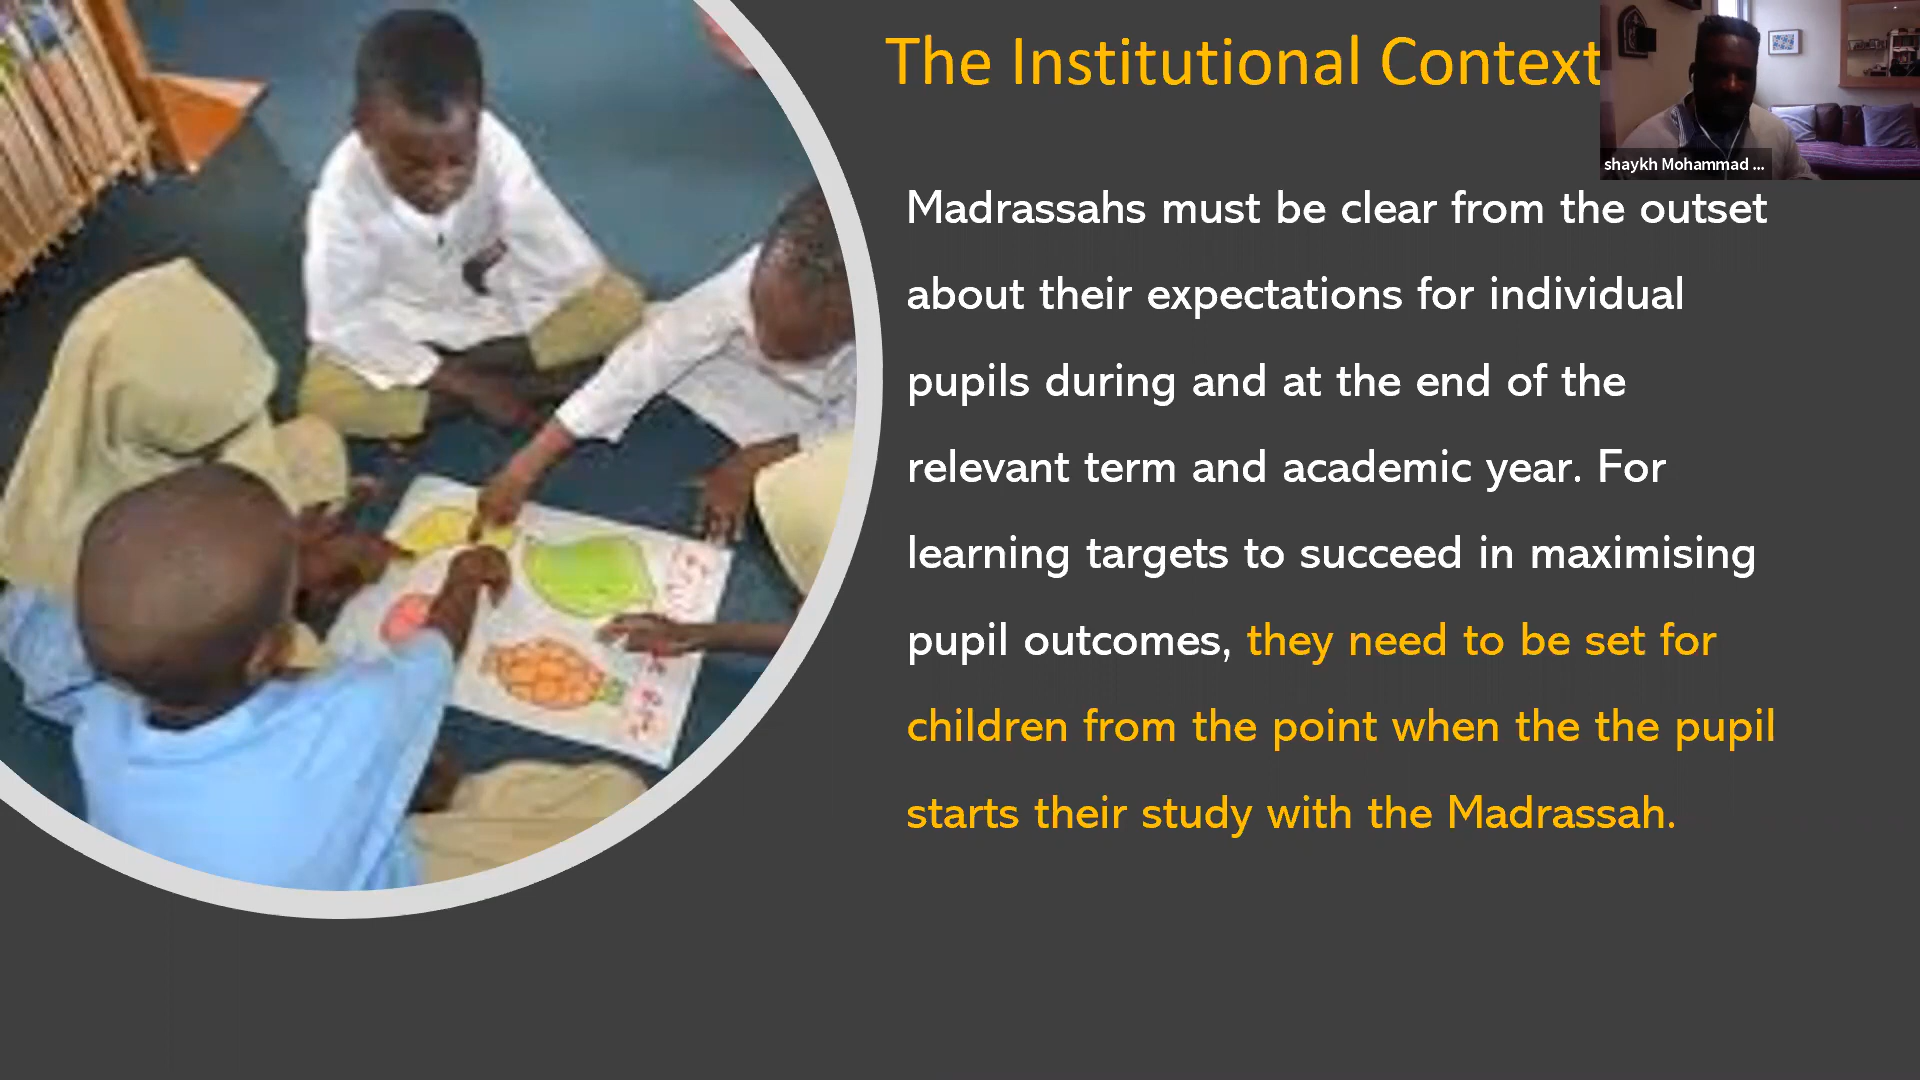 The Institutional Context
shaykh Mohammad ...
Madrassahs must be clear from the outset
about their expectations for individual
pupils during and at the end of the
relevant term and academic year. For
learning targets to succeed in maximising
pupil outcomes, they need to be set for
children from the point when the the pupil
starts their study with the Madrassah.